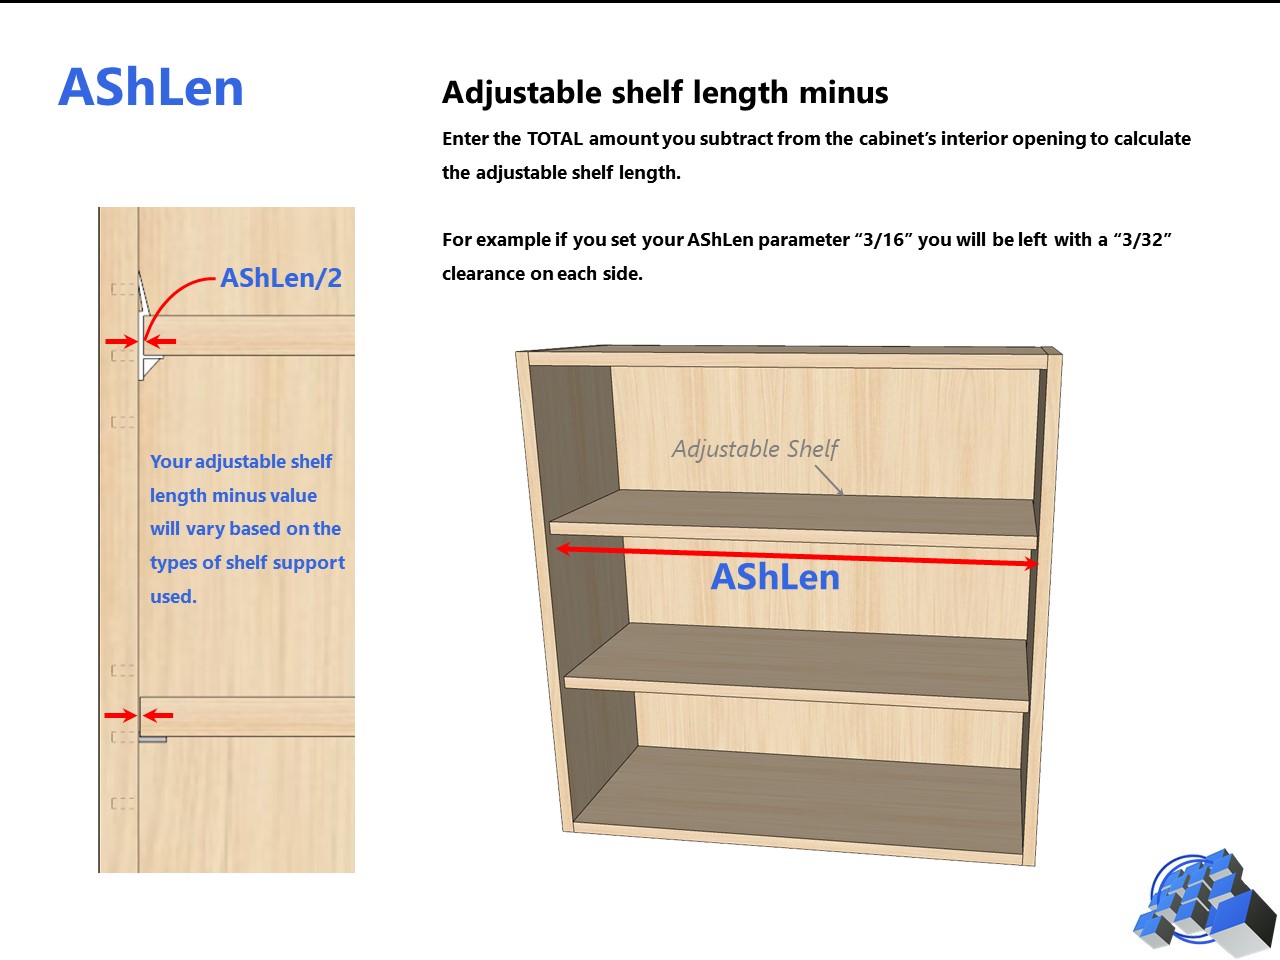 AShLen
Adjustable shelf length minus
Enter the TOTAL amount you subtract from the cabinet’s interior opening to calculate
the adjustable shelf length.
For example if you set your AShLen parameter “3/16” you will be left with a “3/32”
clearance on each side.
AShLen/2
Your adjustable shelf
length minus value
will vary based on the
types of shelf support
used.
Adjustable Shelf
AShLen